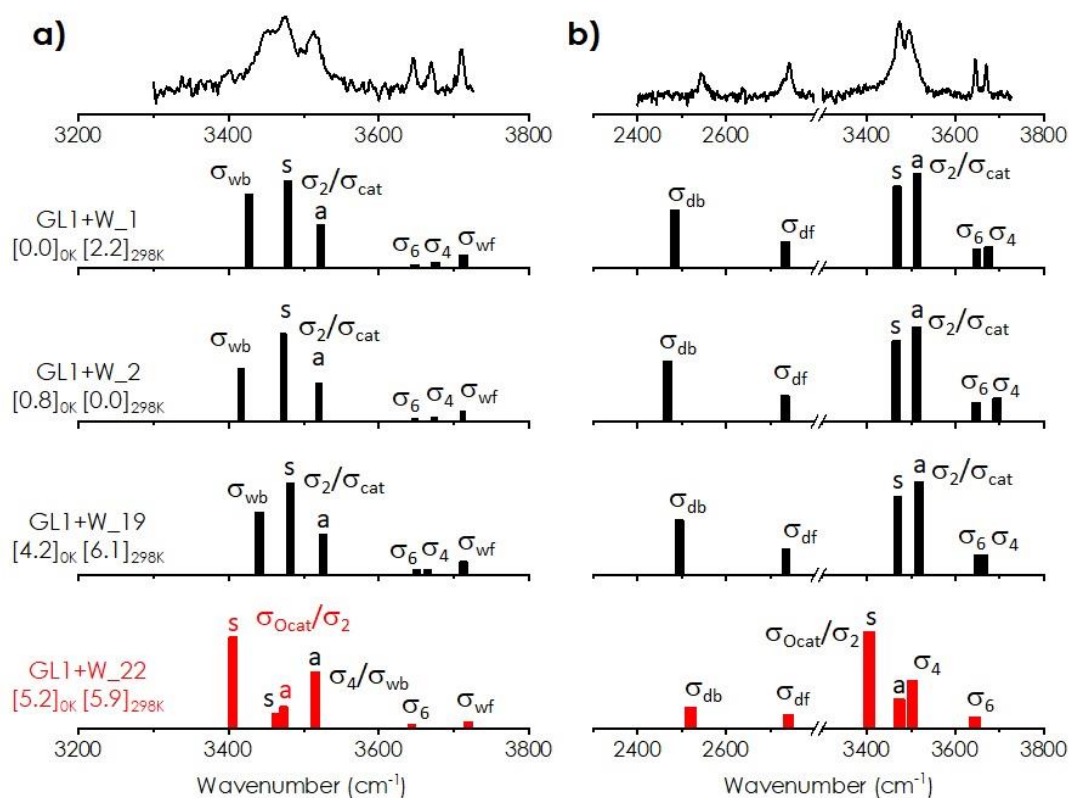 a)
b)
3200 3400 3600 3800
2400 2600 3400 3600 3800
GL1+W_1
[0.0]0K [2.2]298K
σwb s σ2/σcat a σ6 σ4 σwf
σdb σdf s a σ2/σcat σ6 σ4
GL1+W_2
[0.8]0K [0.0]298K
σwb s σ2/σcat a σ6 σ4 σwf
σdb σdf s a σ2/σcat σ6 σ4
GL1+W_19
[4.2]0K [6.1]298K
σwb s σ2/σcat a σ6 σ4 σwf
σdb σdf s a σ2/σcat σ6 σ4
GL1+W_22
[5.2]0K [5.9]298K
s σOcat/σ2 s a a σ4/σwb σ6 σwf
σdb σdf σOcat/σ2 s a σ4 σ6
3200 3400 3600 3800
2400 2600 3400 3600 3800
Wavenumber (cm-1)
Wavenumber (cm-1)